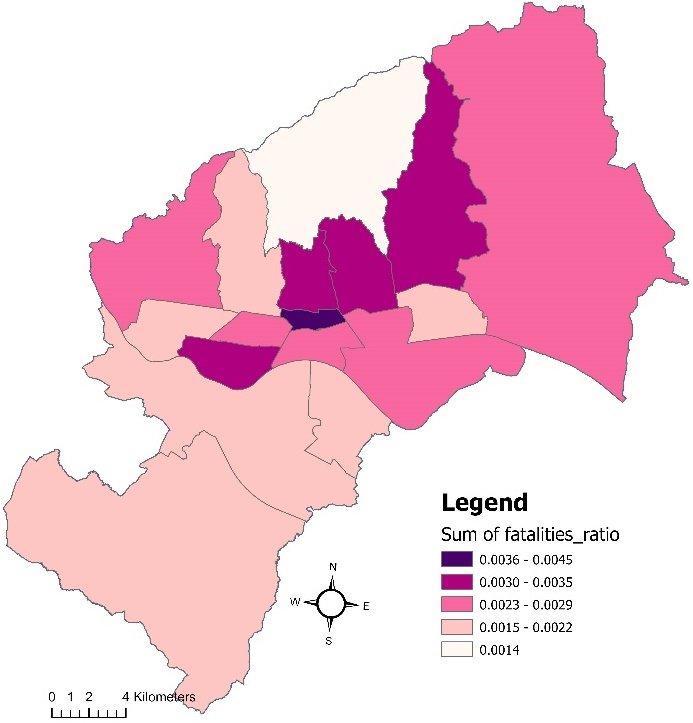 Legend
Sum of fatalities_ratio
0.0036 - 0.0045
0.0030 - 0.0035
0.0023 - 0.0029
0.0015 - 0.0022
0.0014
N
W E
S
0 1 2 4 Kilometers